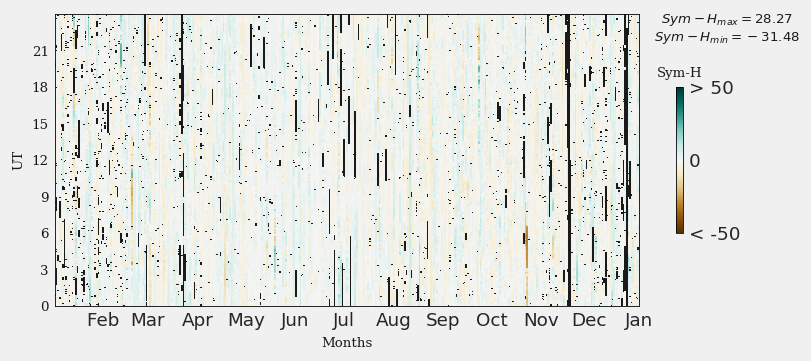 Sym − H_max = 28.27
Sym − H_min = −31.48
Sym-H
> 50
0
< -50
21
18
15
12
9
6
3
0
UT
Feb Mar Apr May Jun Jul Aug Sep Oct Nov Dec Jan
Months